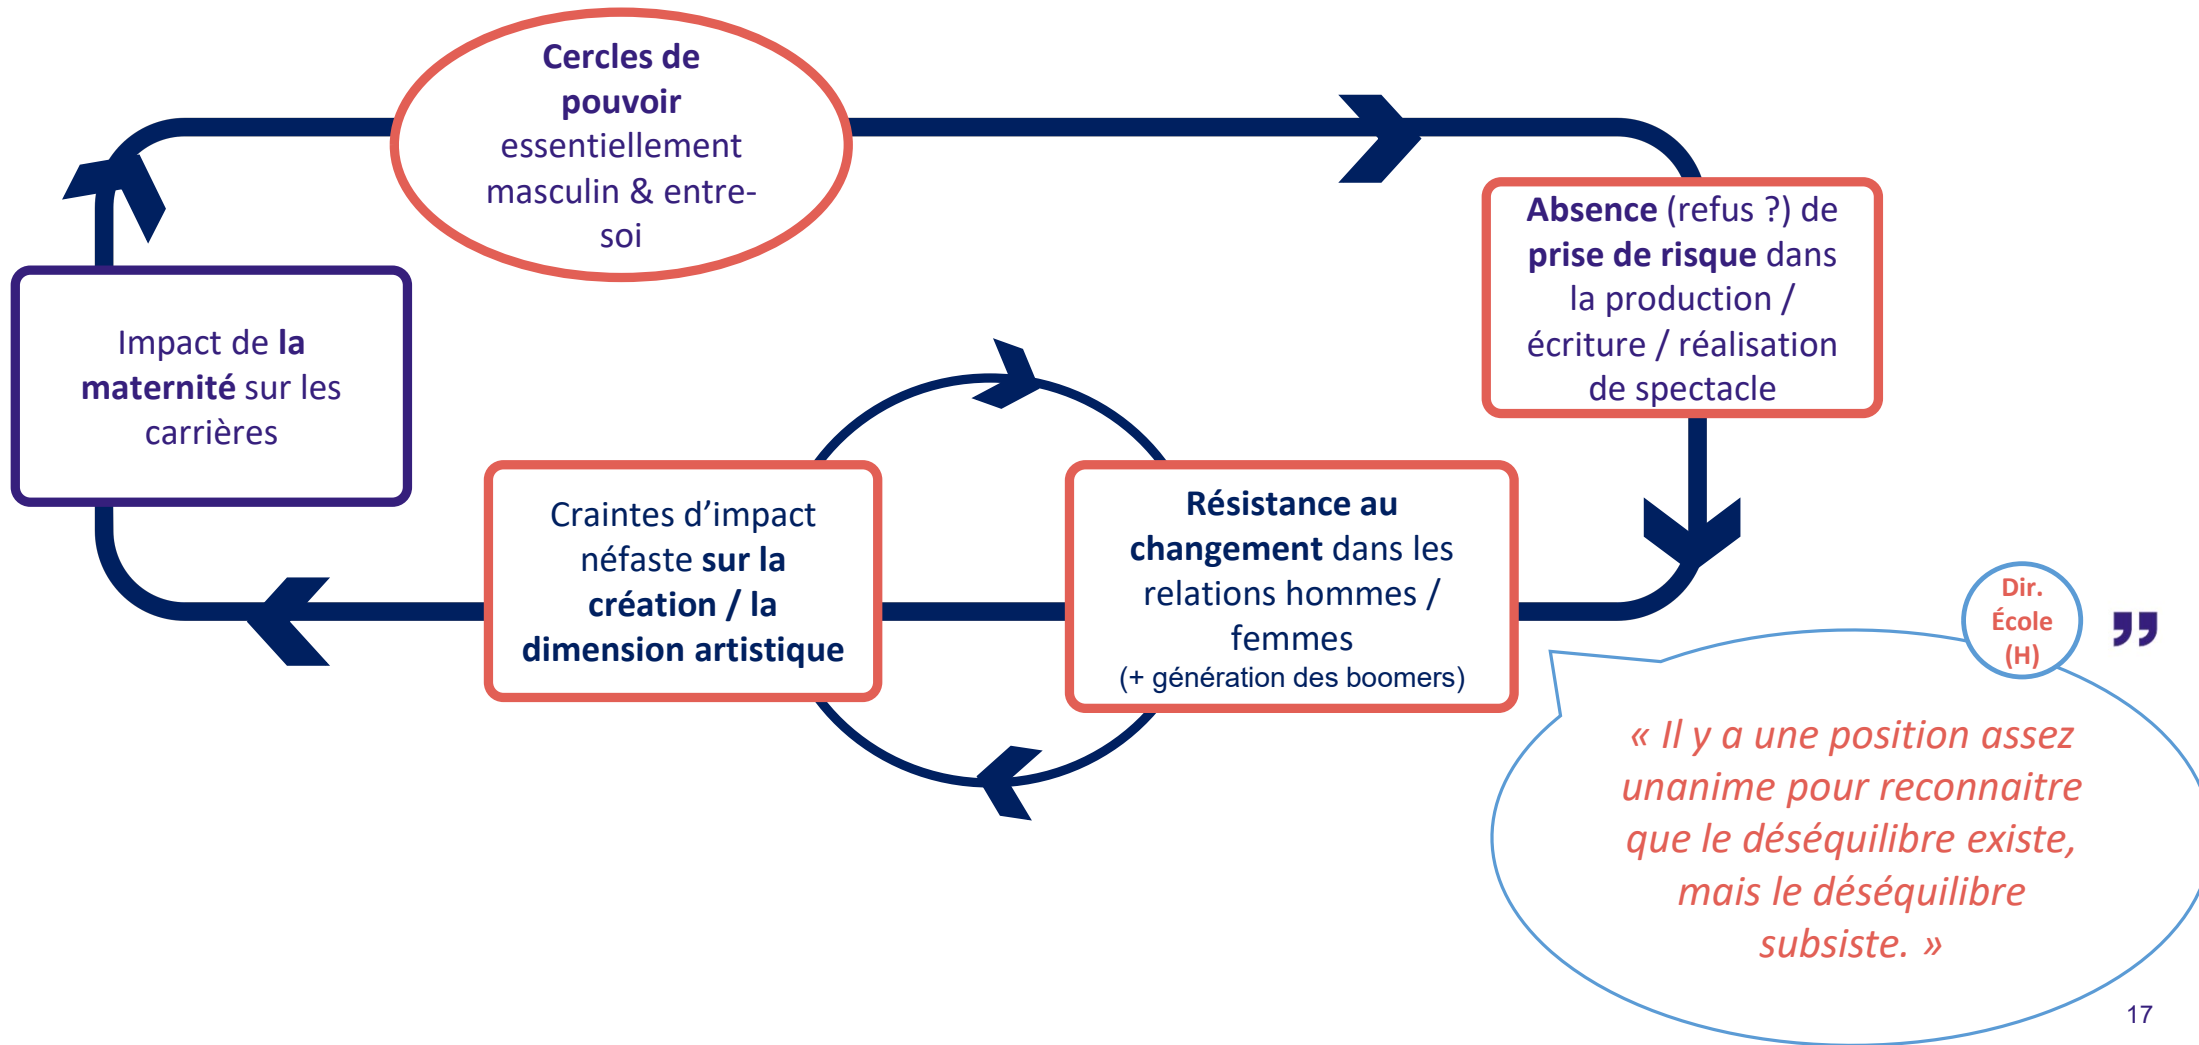 Cercles de
pouvoir
essentiellement
masculin & entre-
soi
Absence (refus ?) de
prise de risque dans
la production /
écriture / réalisation
de spectacle
Impact de la
maternité sur les
carrières
Craintes d’impact
néfaste sur la
création / la
dimension artistique
Résistance au
changement dans les
relations hommes /
femmes
(+ génération des boomers)
Dir.
École
(H)
”
« Il y a une position assez
unanime pour reconnaitre
que le déséquilibre existe,
mais le déséquilibre
subsiste. »
17